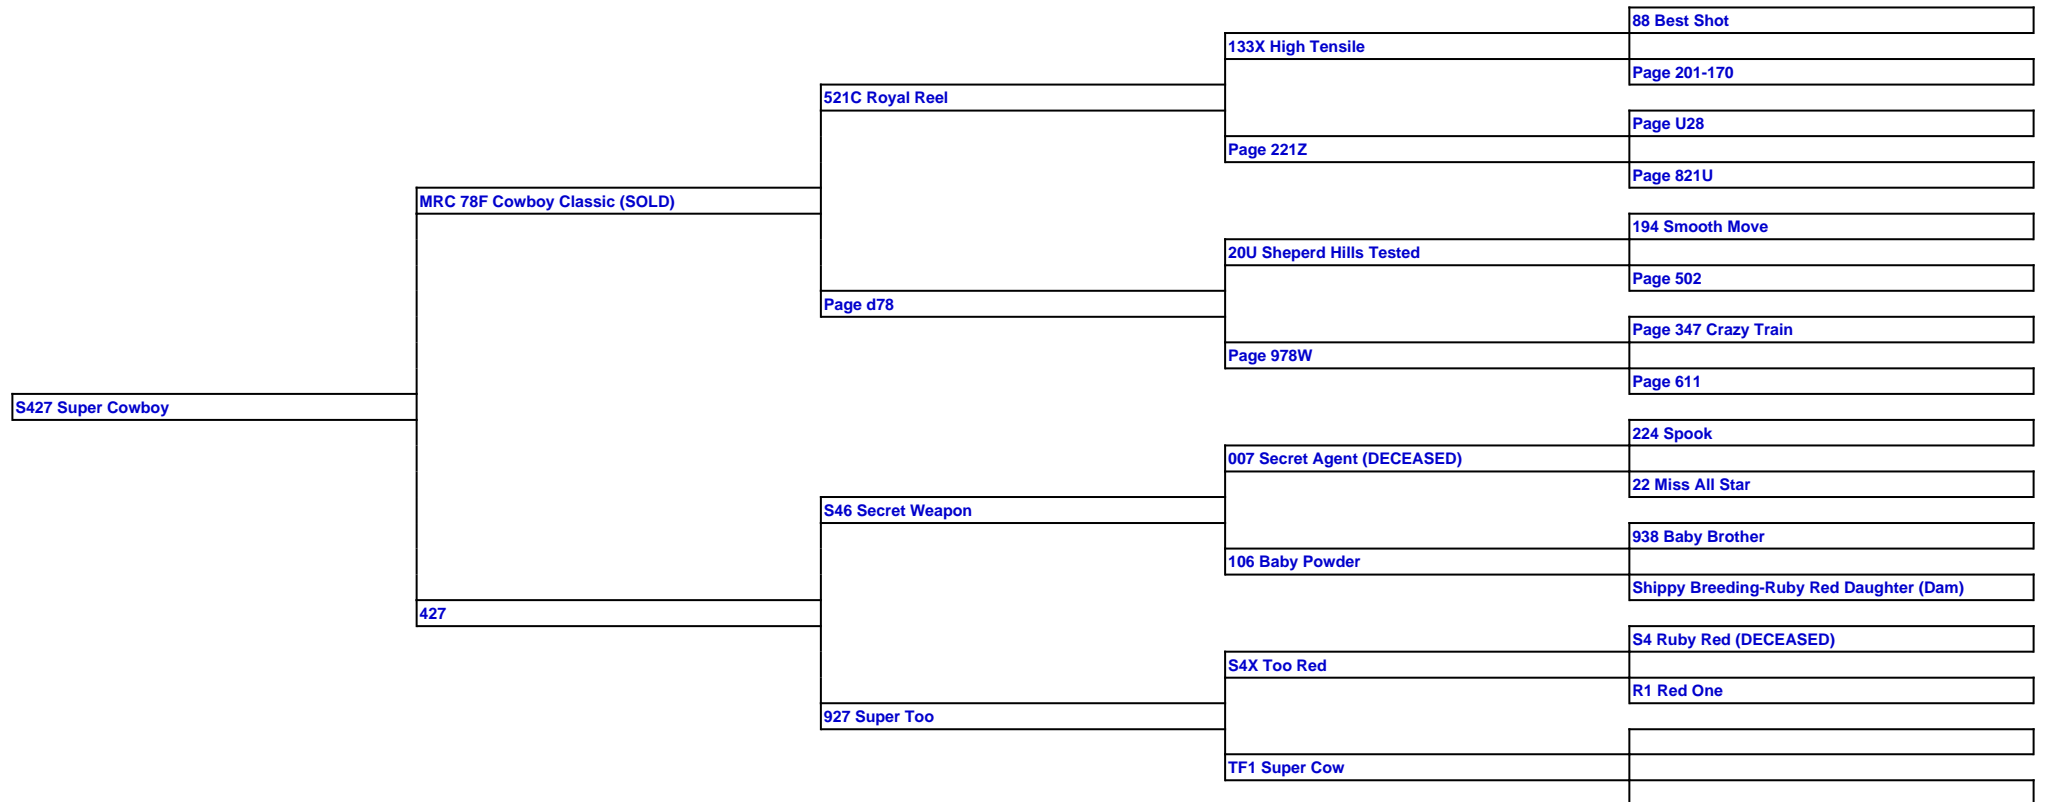 88 Best Shot
133X High Tensile
Page 201-170
521C Royal Reel
Page U28
Page 221Z
Page 821U
MRC 78F Cowboy Classic (SOLD)
194 Smooth Move
20U Sheperd Hills Tested
Page 502
Page d78
Page 347 Crazy Train
Page 978W
Page 611
S427 Super Cowboy
224 Spook
007 Secret Agent (DECEASED)
22 Miss All Star
S46 Secret Weapon
938 Baby Brother
106 Baby Powder
Shippy Breeding-Ruby Red Daughter (Dam)
427
S4 Ruby Red (DECEASED)
S4X Too Red
R1 Red One
927 Super Too
TF1 Super Cow